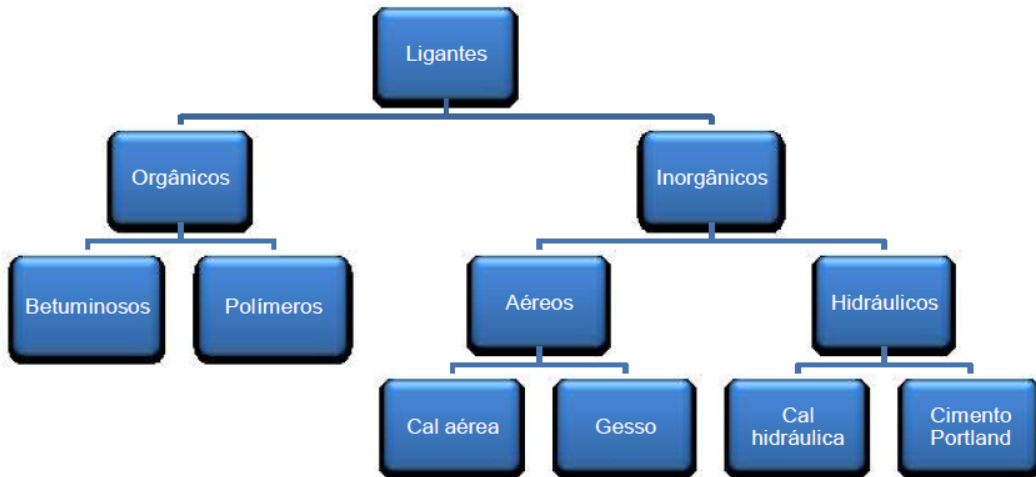 Ligantes
Orgânicos
Inorgânicos
Betuminosos
Polímeros
Aéreos
Hidráulicos
Cal aérea
Gesso
Cal
hidráulica
Cimento
Portland